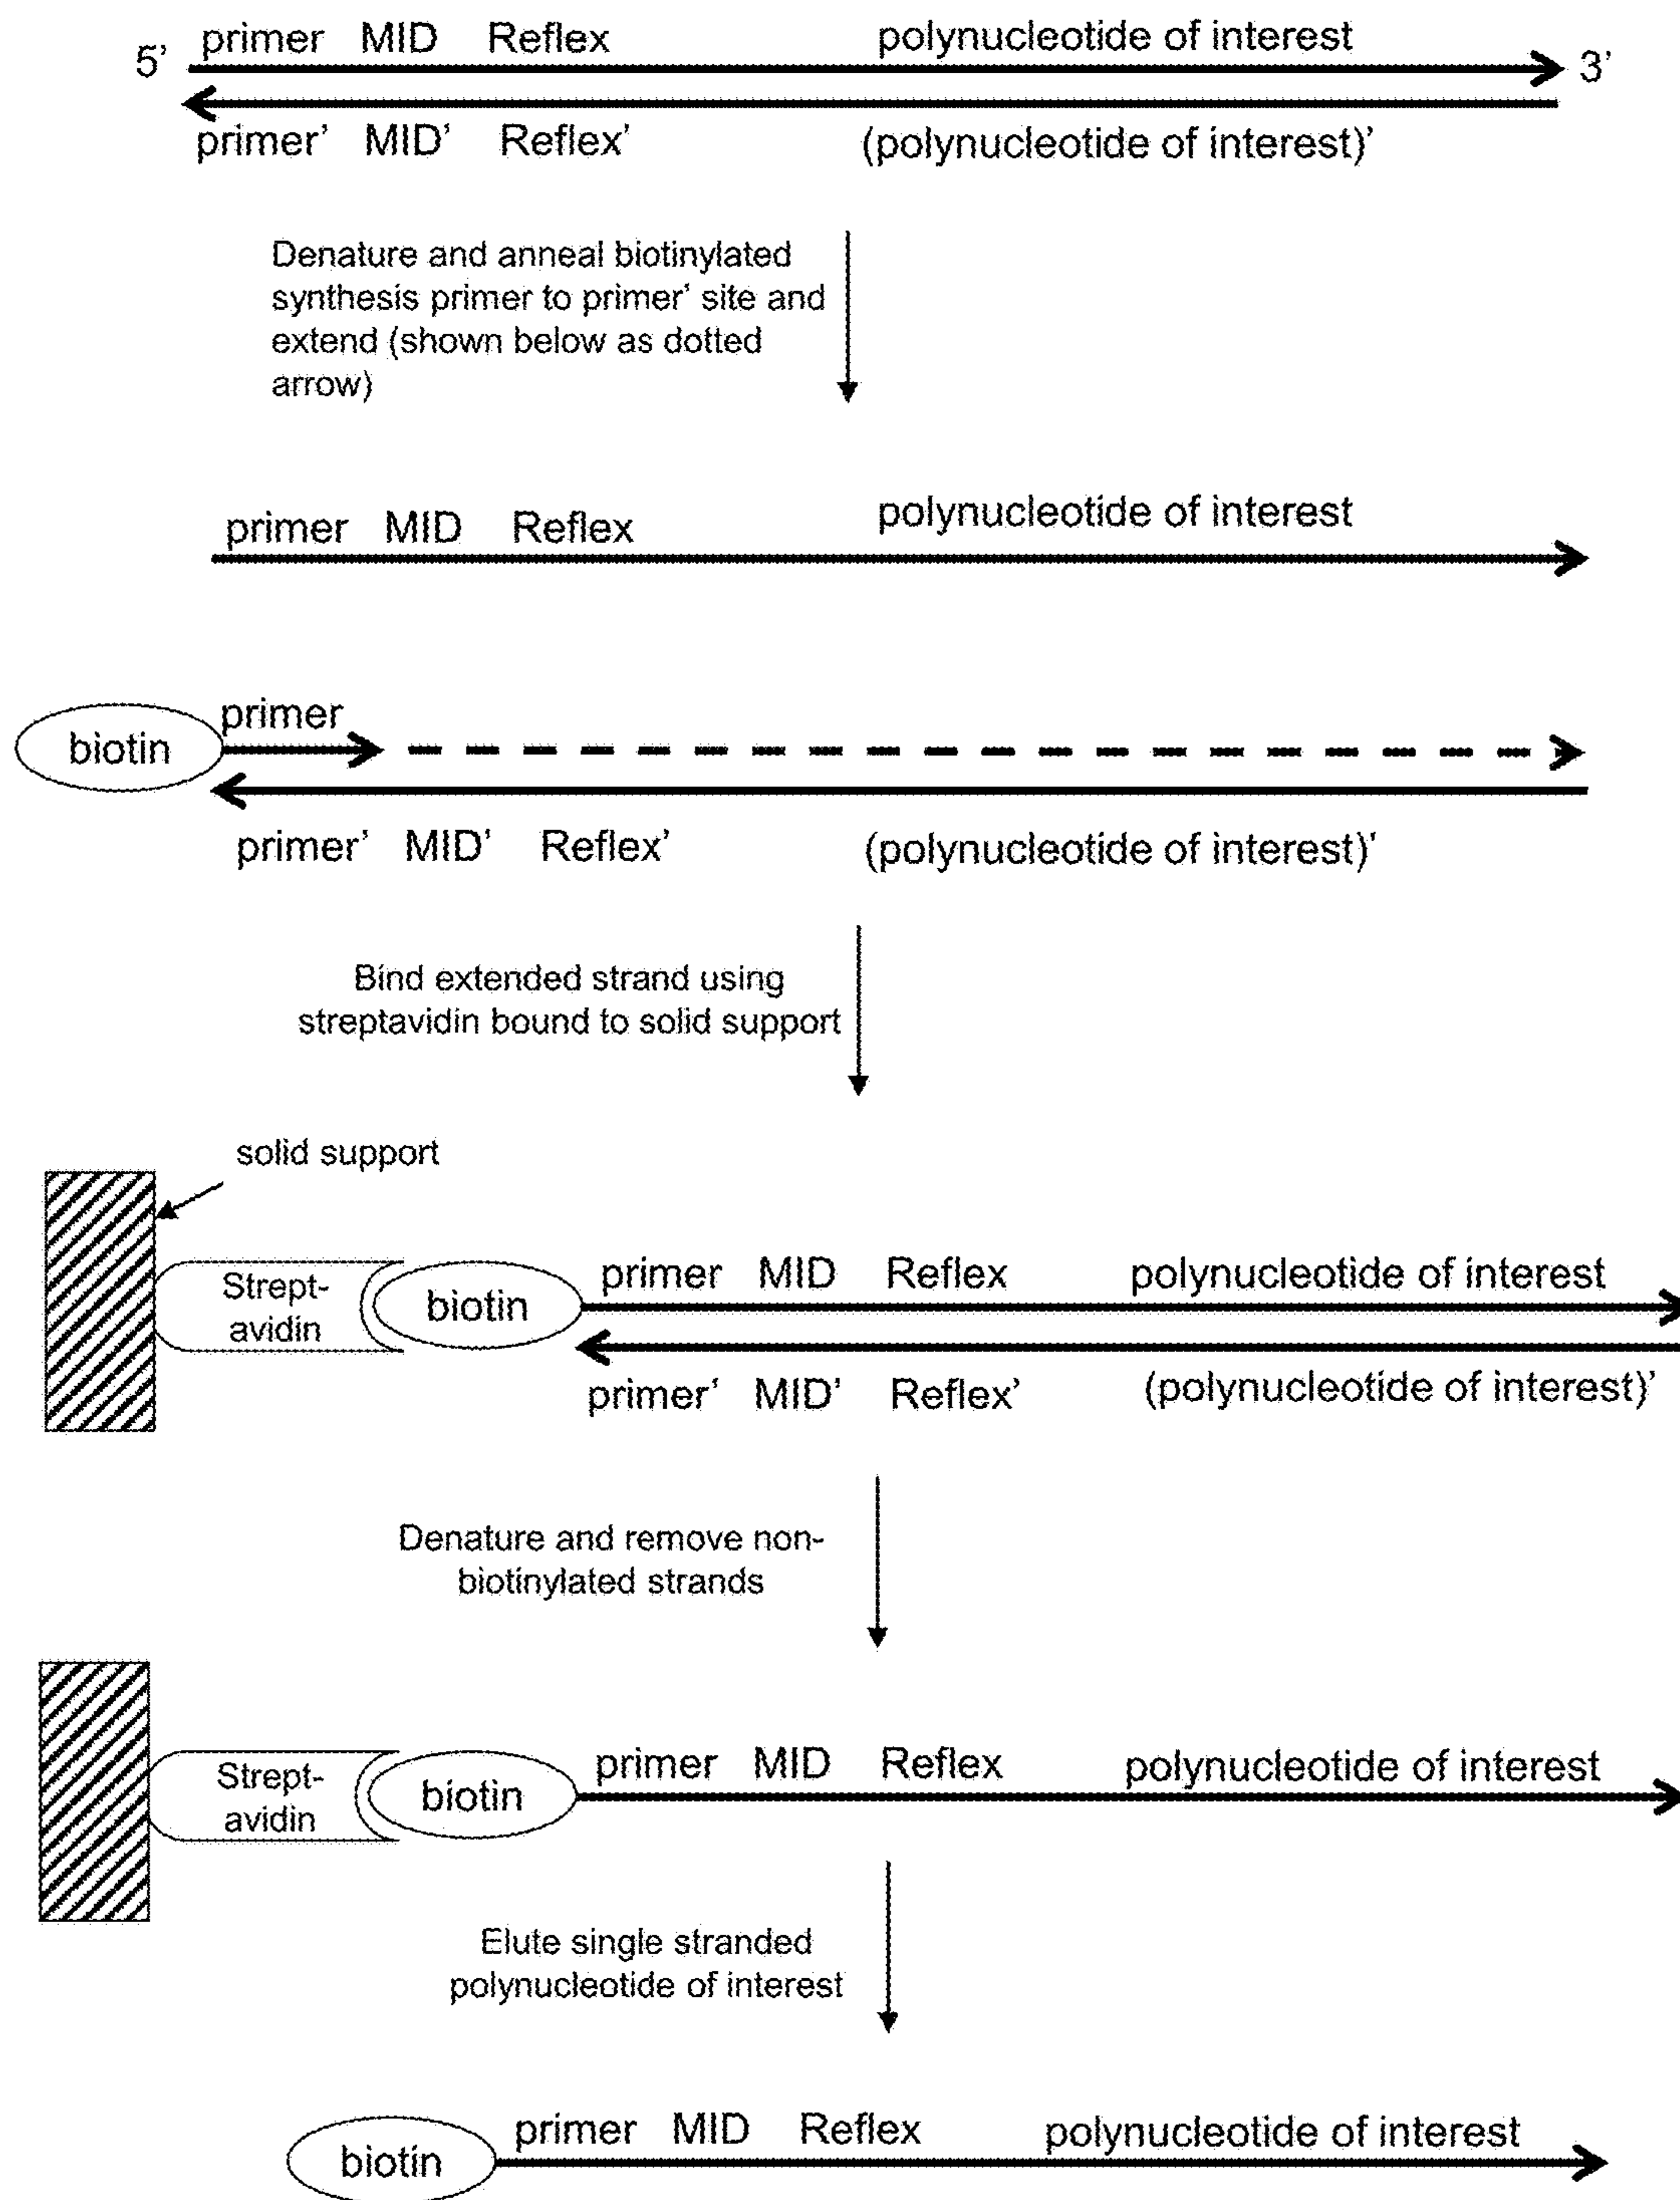 primer MID Reflex polynucleotide of interest
5’ 3’
primer’ MID’ Reflex’ (polynucleotide of interest)’
Denature and anneal biotinylated
synthesis primer to primer’ site and
extend (shown below as dotted
arrow)
primer MID Reflex polynucleotide of interest
primer
biotin
primer’ MID’ Reflex’ (polynucleotide of interest)’
Bind extended strand using
streptavidin bound to solid support
solid support
primer MID Reflex polynucleotide of interest
Strept-
avidin
biotin
primer’ MID’ Reflex’ (polynucleotide of interest)’
Denature and remove non-
biotinylated strands
primer MID Reflex polynucleotide of interest
Strept-
avidin
biotin
Elute single stranded
polynucleotide of interest
primer MID Reflex polynucleotide of interest
biotin